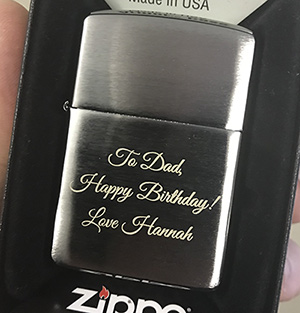 Made in USA
To Dad,
Happy Birthday!
Love Hannah
Zippo